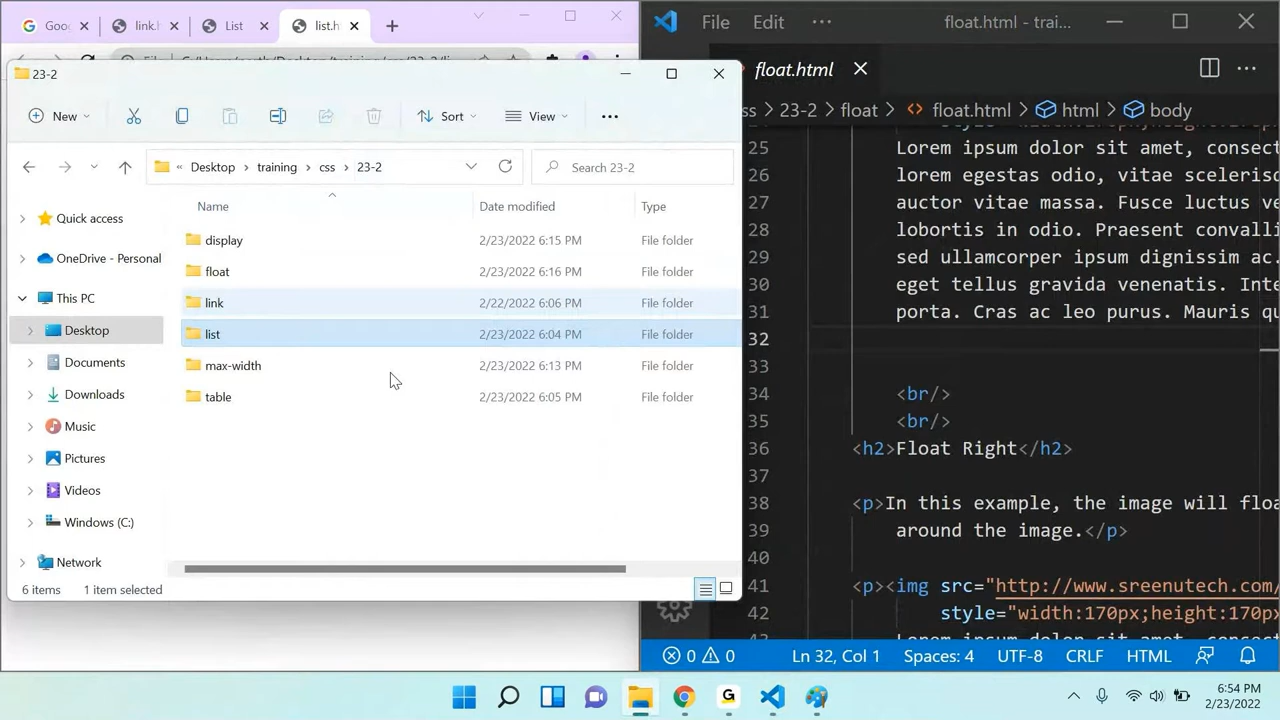 Goo
link.h
List
list.h
File
Edit
float.html - trai...
23-2
float.html
New
Sort
View
ss > 23-2 > float > float.html > html > body
« Desktop > training > css > 23-2
Search 23-2
Name
Date modified
Type
Quick access
OneDrive - Personal
This PC
Desktop
Documents
Downloads
Music
Pictures
Videos
Windows (C:)
Network
display 2/23/2022 6:15 PM File folder
float 2/23/2022 6:16 PM File folder
link 2/22/2022 6:06 PM File folder
list 2/23/2022 6:04 PM File folder
max-width 2/23/2022 6:13 PM File folder
table 2/23/2022 6:05 PM File folder
6 items 1 item selected
25 Lorem ipsum dolor sit amet, consect
26 lorem egestas odio, vitae scelerisq
27 auctor vitae massa. Fusce luctus ve
28 lobortis in odio. Praesent convalli
29 sed ullamcorper ipsum dignissim ac.
30 eget tellus gravida venenatis. Inte
31 porta. Cras ac leo purus. Mauris qu
32
33
34 <br/>
35 <br/>
36 <h2>Float Right</h2>
37
38 <p>In this example, the image will floa
39 around the image.</p>
40
41 <p><img src="http://www.sreenutech.com/
42 style="width:170px;height:170px
0 0 Ln 32, Col 1 Spaces: 4 UTF-8 CRLF HTML
6:54 PM
2/23/2022